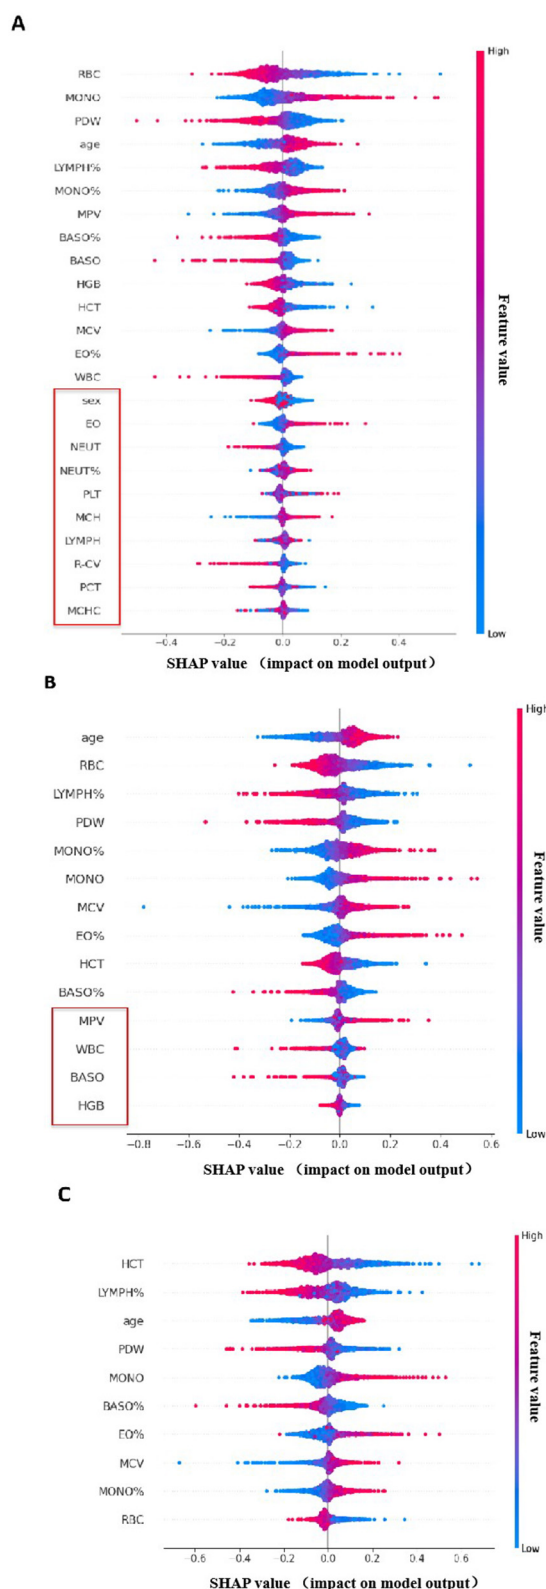 A
High
RBC
MONO
PDW
age
LYMPH%
MONO%
MPV
BASO%
BASO
HGB
HCT
MCV
EO%
WBC
sex
EO
NEUT
NEUT%
PLT
MCH
LYMPH
R-CV
PCT
MCHC
Feature value
Low
−0.4 −0.2 0.0 0.2 0.4
SHAP value （impact on model output）
B
High
age
RBC
LYMPH%
PDW
MONO%
MONO
MCV
EO%
HCT
BASO%
MPV
WBC
BASO
HGB
Feature value
Low
−0.8 −0.6 −0.4 −0.2 0.0 0.2 0.4 0.6
SHAP value （impact on model output）
C
High
HCT
LYMPH%
age
PDW
MONO
BASO%
EO%
MCV
MONO%
RBC
Feature value
Low
−0.6 −0.4 −0.2 0.0 0.2 0.4 0.6
SHAP value （impact on model output）